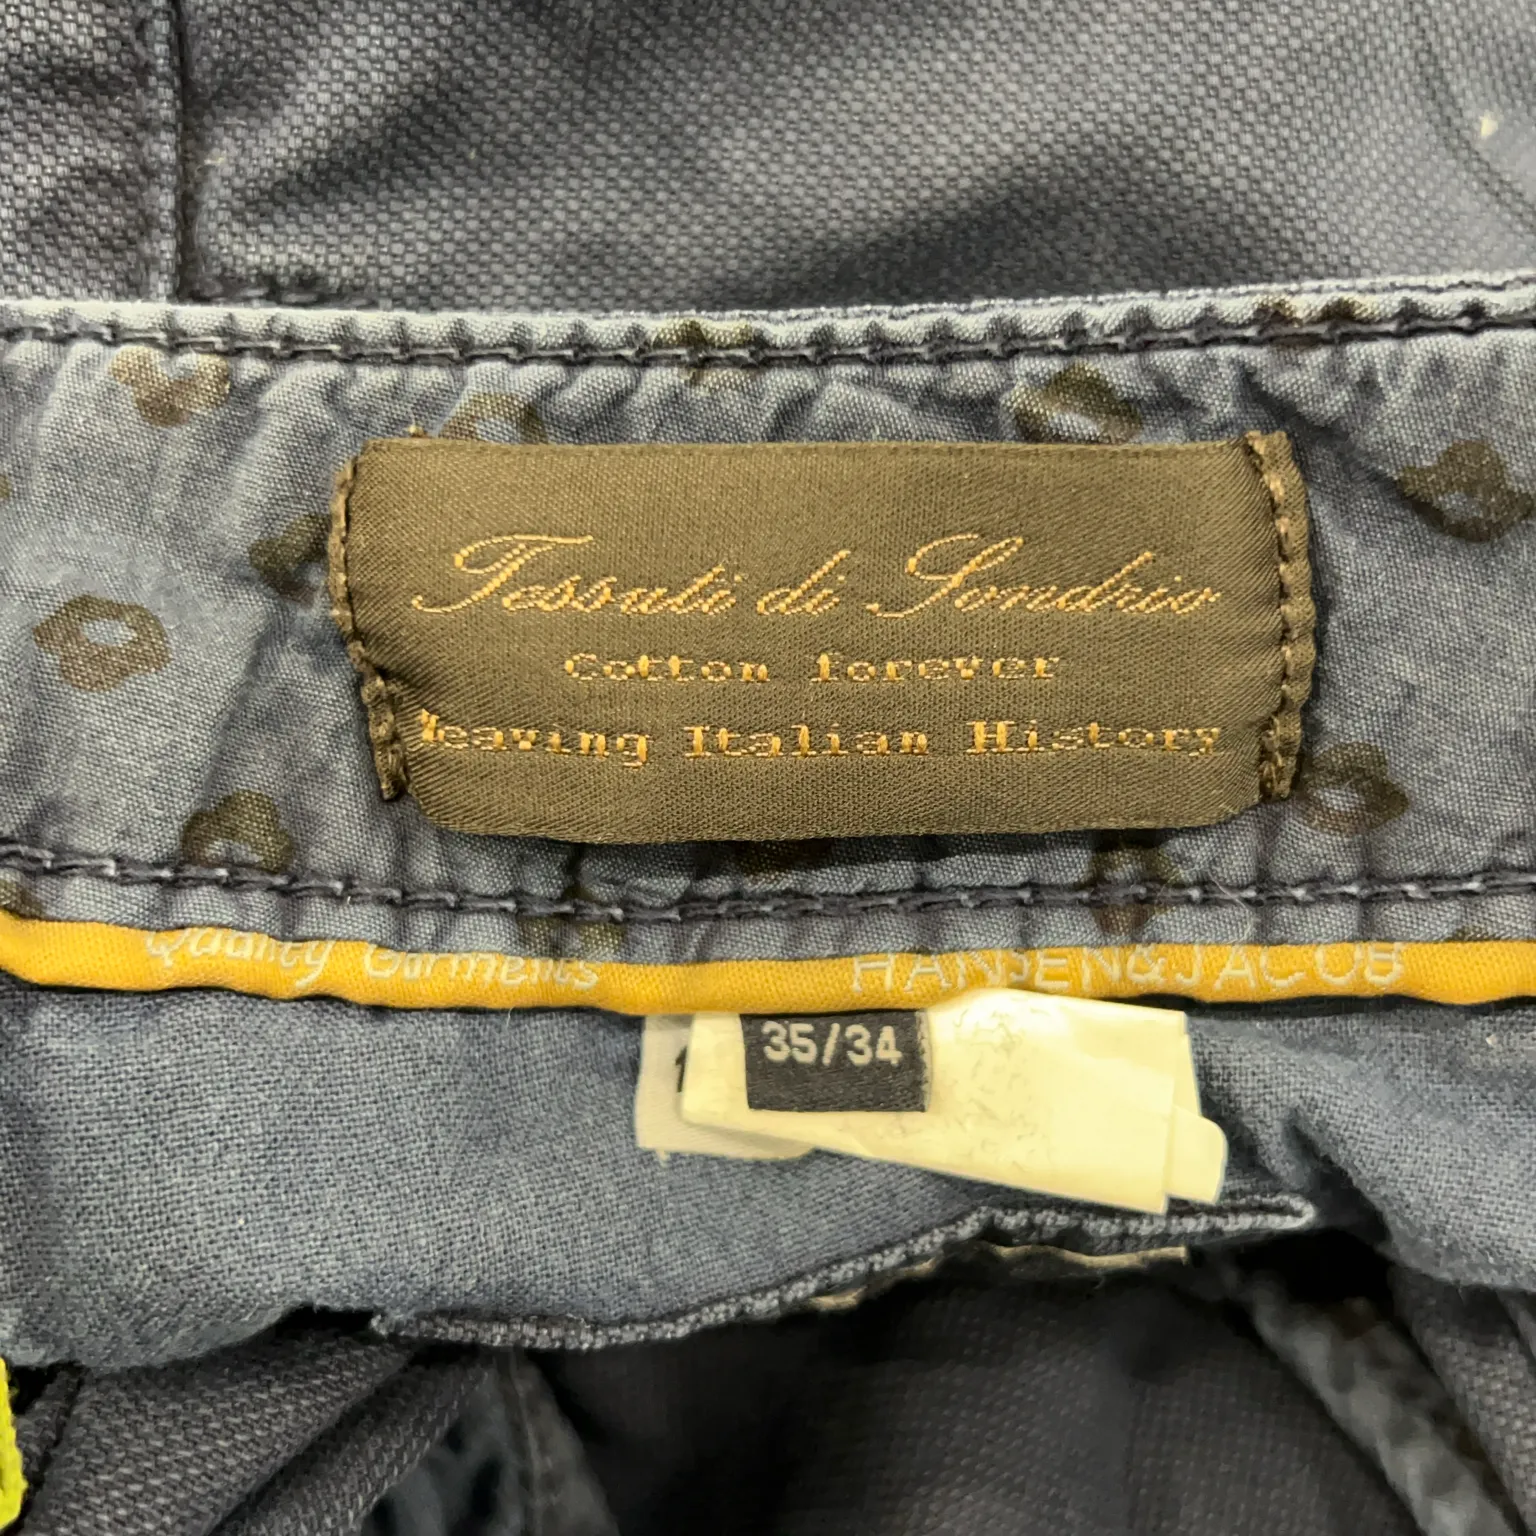 Tessuti di Sondrio
Cotton forever
Weaving Italian History
Quality Garments HANSEN&JACOB
35/34